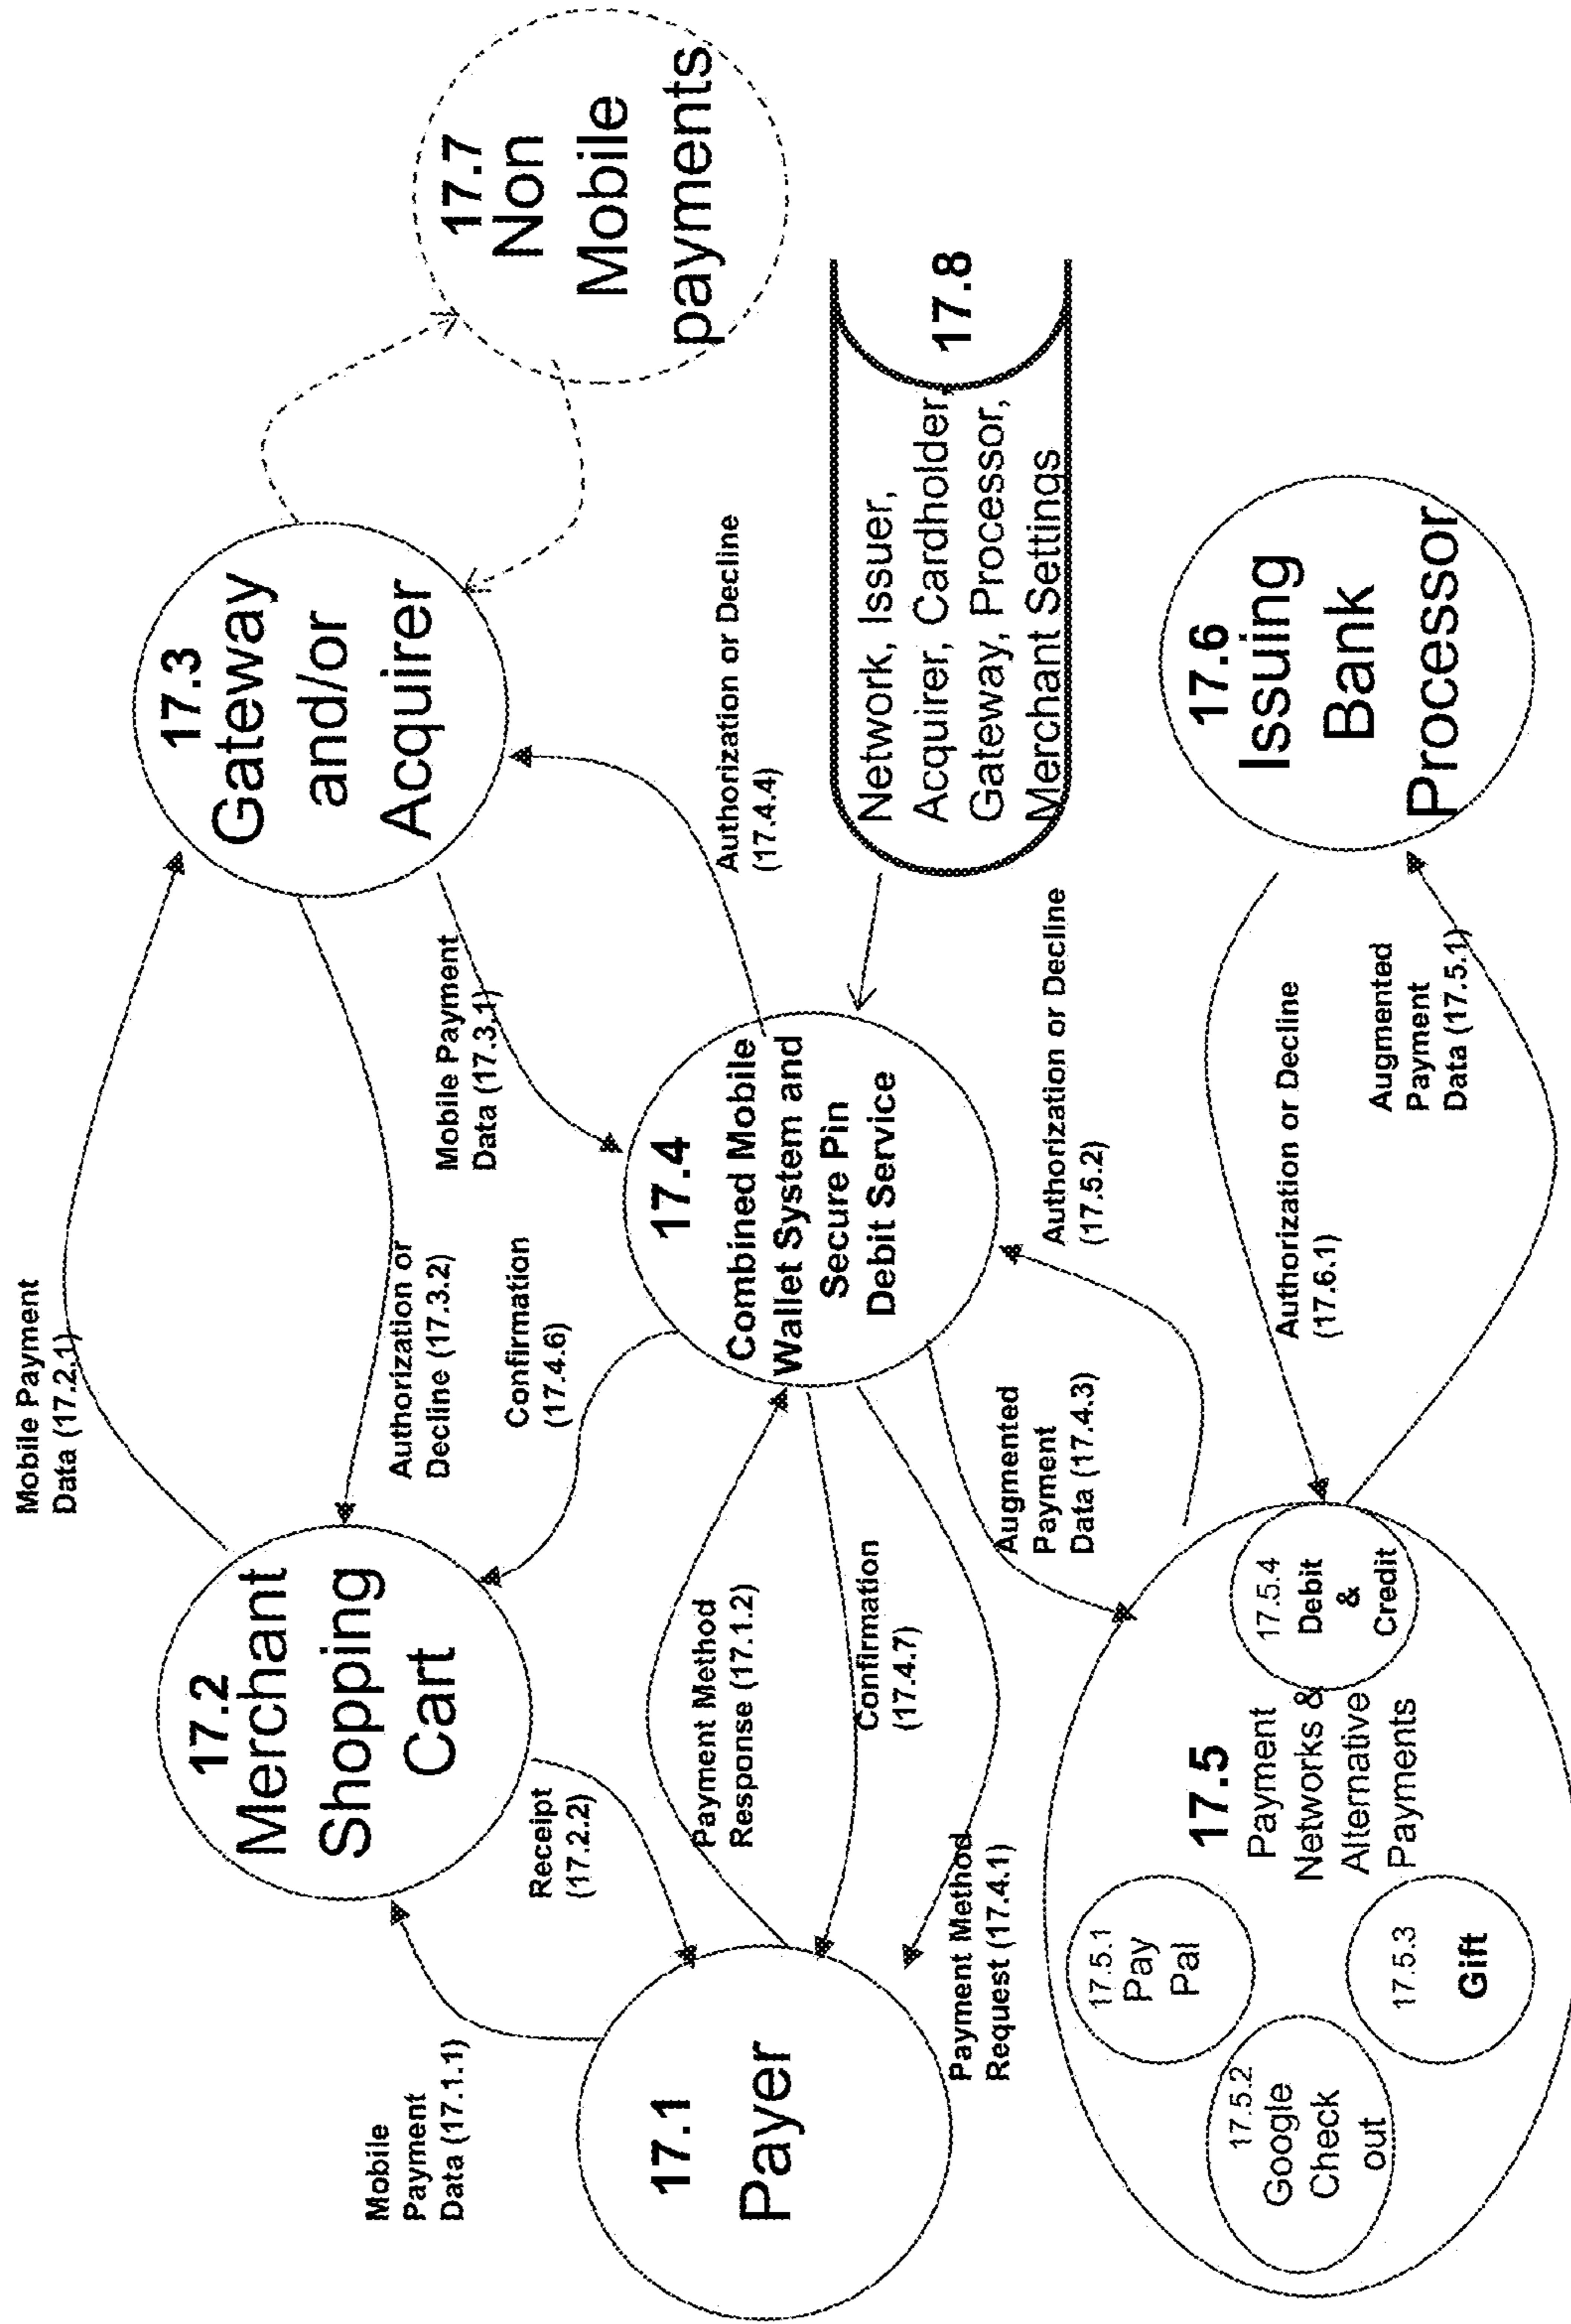 Mobile Payment
Data (17.2.1)
17.2
Merchant
Shopping
Cart
17.3
Gateway
and/or
Acquirer
17.7
Non
Mobile
payments
Authorization or
Decline (17.3.2)
Mobile Payment
Data (17.3.1)
Mobile
Payment
Data (17.1.1)
Receipt
(17.2.2)
Confirmation
(17.4.6)
Authorization or Decline
(17.4.4)
17.1
Payer
Payment Method
Response (17.1.2)
Confirmation
(17.4.7)
Payment Method
Request (17.4.1)
17.4
Combined Mobile
Wallet System and
Secure Pin
Debit Service
Network, Issuer,
Acquirer, Cardholder,
Gateway, Processor,
Merchant Settings
17.8
Augmented
Payment
Data (17.4.3)
Authorization or Decline
(17.5.2)
17.5.1
Pay
Pal
17.5.2
Google
Check
out
17.5.3
Gift
17.5
Payment
Networks &
Alternative
Payments
17.5.4
Debit
&
Credit
Authorization or Decline
(17.6.1)
Augmented
Payment
Data (17.5.1)
17.6
Issuing
Bank
Processor